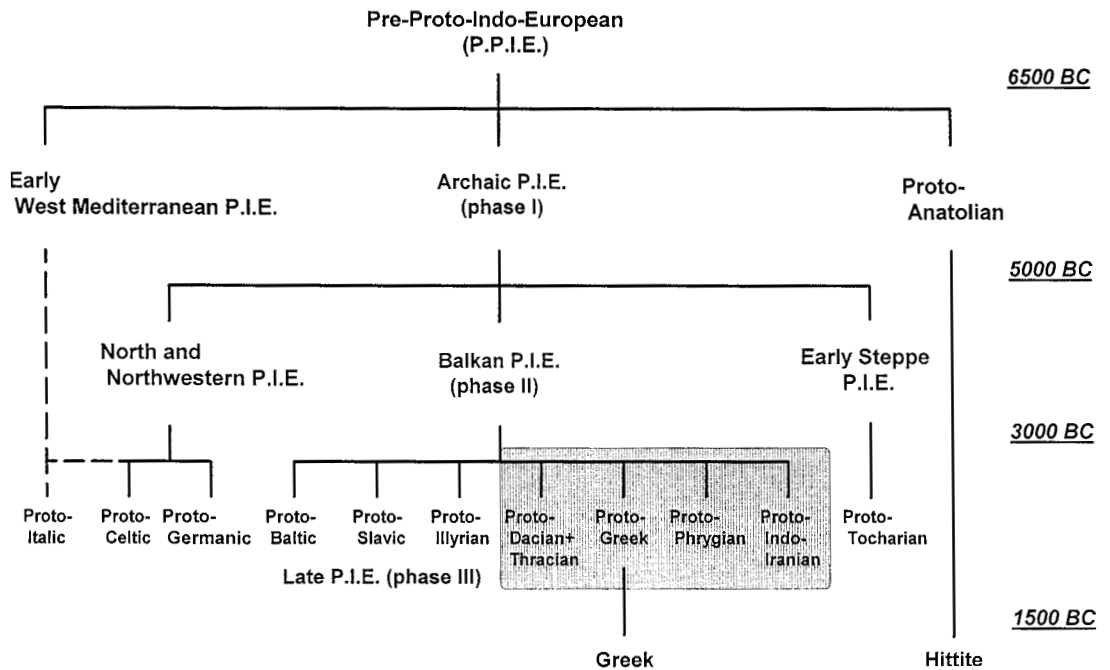 Pre-Proto-Indo-European
(P.P.I.E.)
6500 BC
Early
West Mediterranean P.I.E.
Archaic P.I.E.
(phase I)
Proto-
Anatolian
5000 BC
North and
Northwestern P.I.E.
Balkan P.I.E.
(phase II)
Early Steppe
P.I.E.
3000 BC
Proto-
Italic
Proto-
Celtic
Proto-
Germanic
Proto-
Baltic
Proto-
Slavic
Proto-
Illyrian
Proto-
Dacian+
Thracian
Proto-
Greek
Proto-
Phrygian
Proto-
Indo-
Iranian
Proto-
Tocharian
Late P.I.E. (phase III)
1500 BC
Greek
Hittite